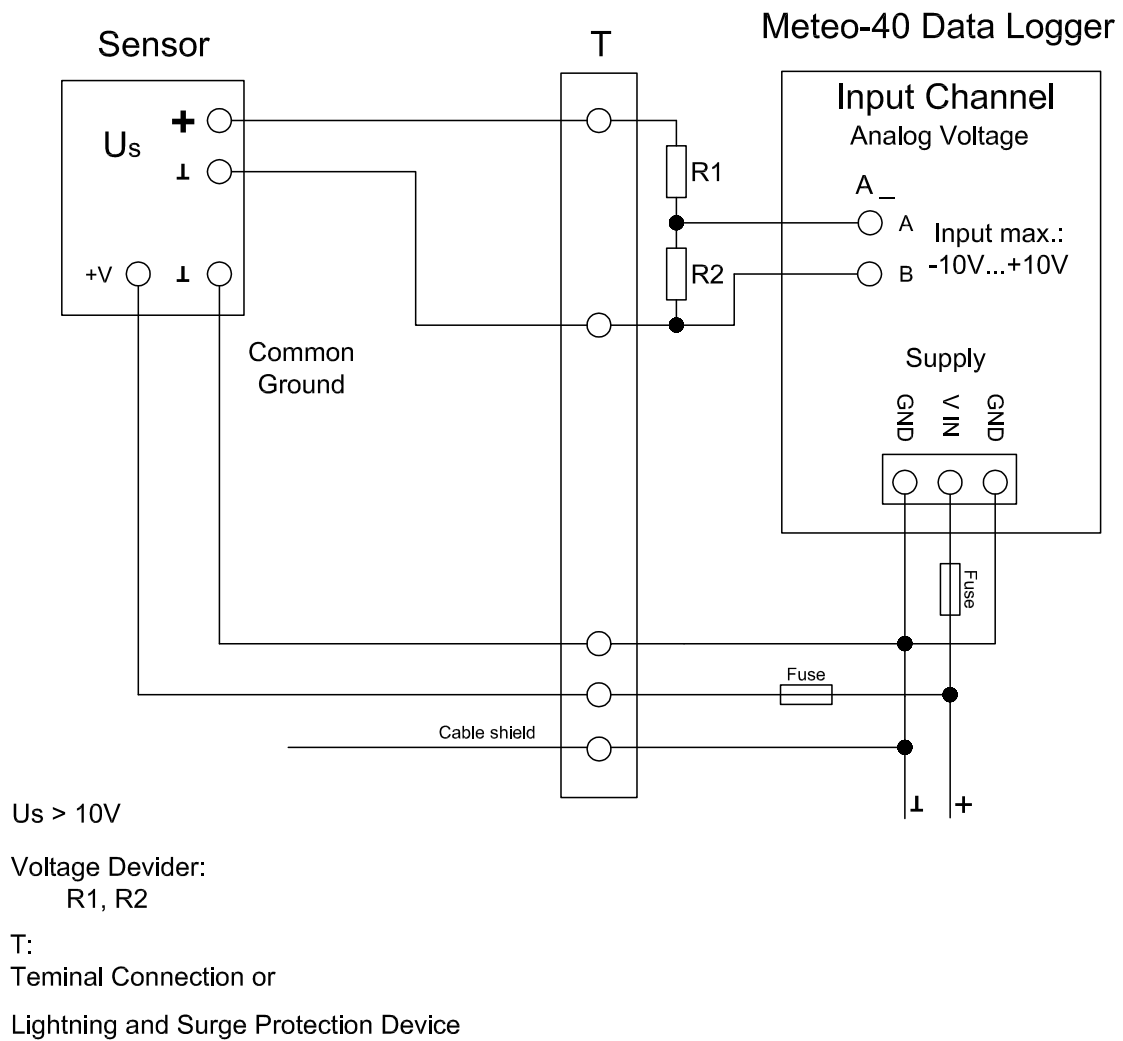 Sensor
T
Meteo-40 Data Logger
Input Channel
Analog Voltage
+
Us
⊥
R1
A _
A
Input max.:
-10V...+10V
+V
⊥
R2
B
Common
Ground
Supply
GND
V IN
GND
Fuse
Fuse
Cable shield
⊥
+
Us > 10V
Voltage Devider:
R1, R2
T:
Teminal Connection or
Lightning and Surge Protection Device